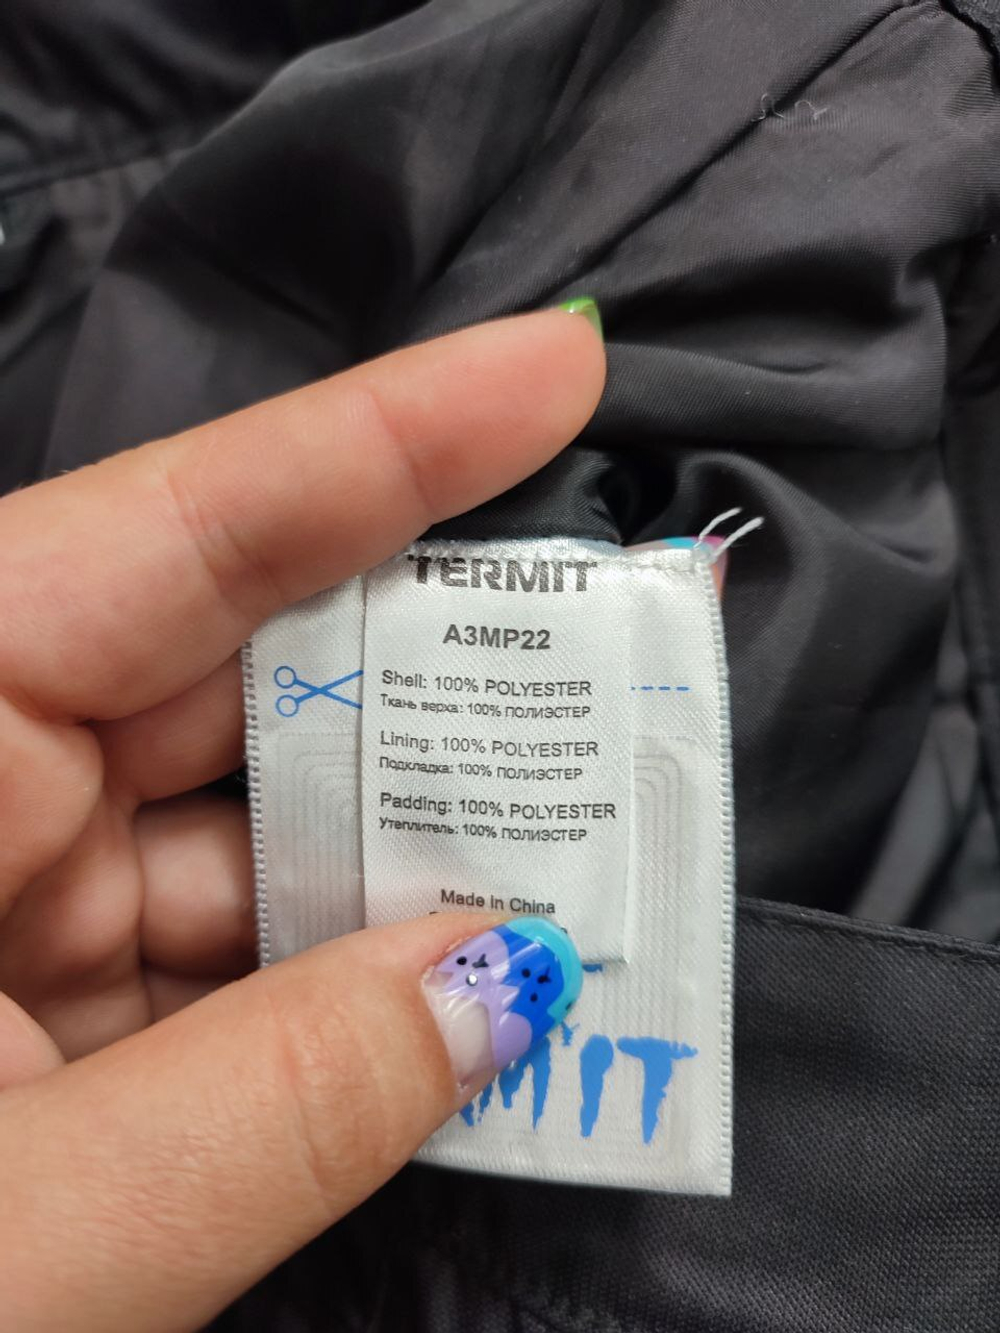 TERMIT
A3MP22
Shell: 100% POLYESTER
Ткань верха: 100% ПОЛИЭСТЕР
Lining: 100% POLYESTER
Подкладка: 100% ПОЛИЭСТЕР
Padding: 100% POLYESTER
Утеплитель: 100% ПОЛИЭСТЕР
Made in China